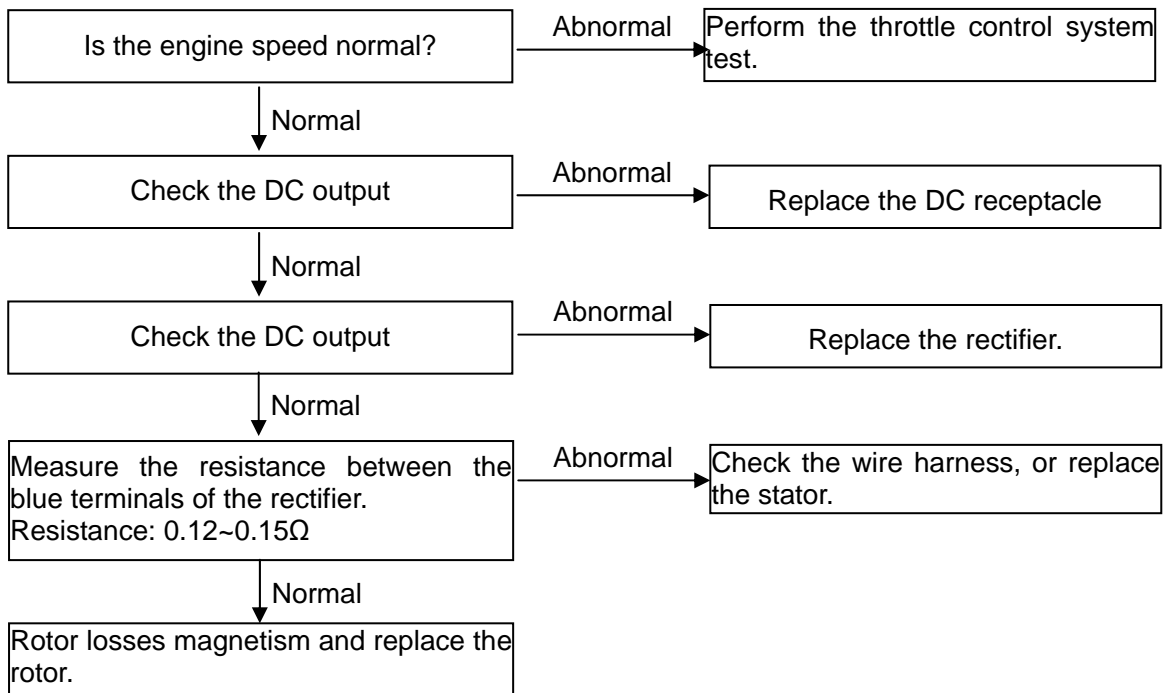 Is the engine speed normal?
Abnormal
Perform the throttle control system
test.
Normal
Check the DC output
Abnormal
Replace the DC receptacle
Normal
Check the DC output
Abnormal
Replace the rectifier.
Normal
Measure the resistance between the
blue terminals of the rectifier.
Resistance: 0.12~0.15Ω
Abnormal
Check the wire harness, or replace
the stator.
Normal
Rotor losses magnetism and replace the
rotor.